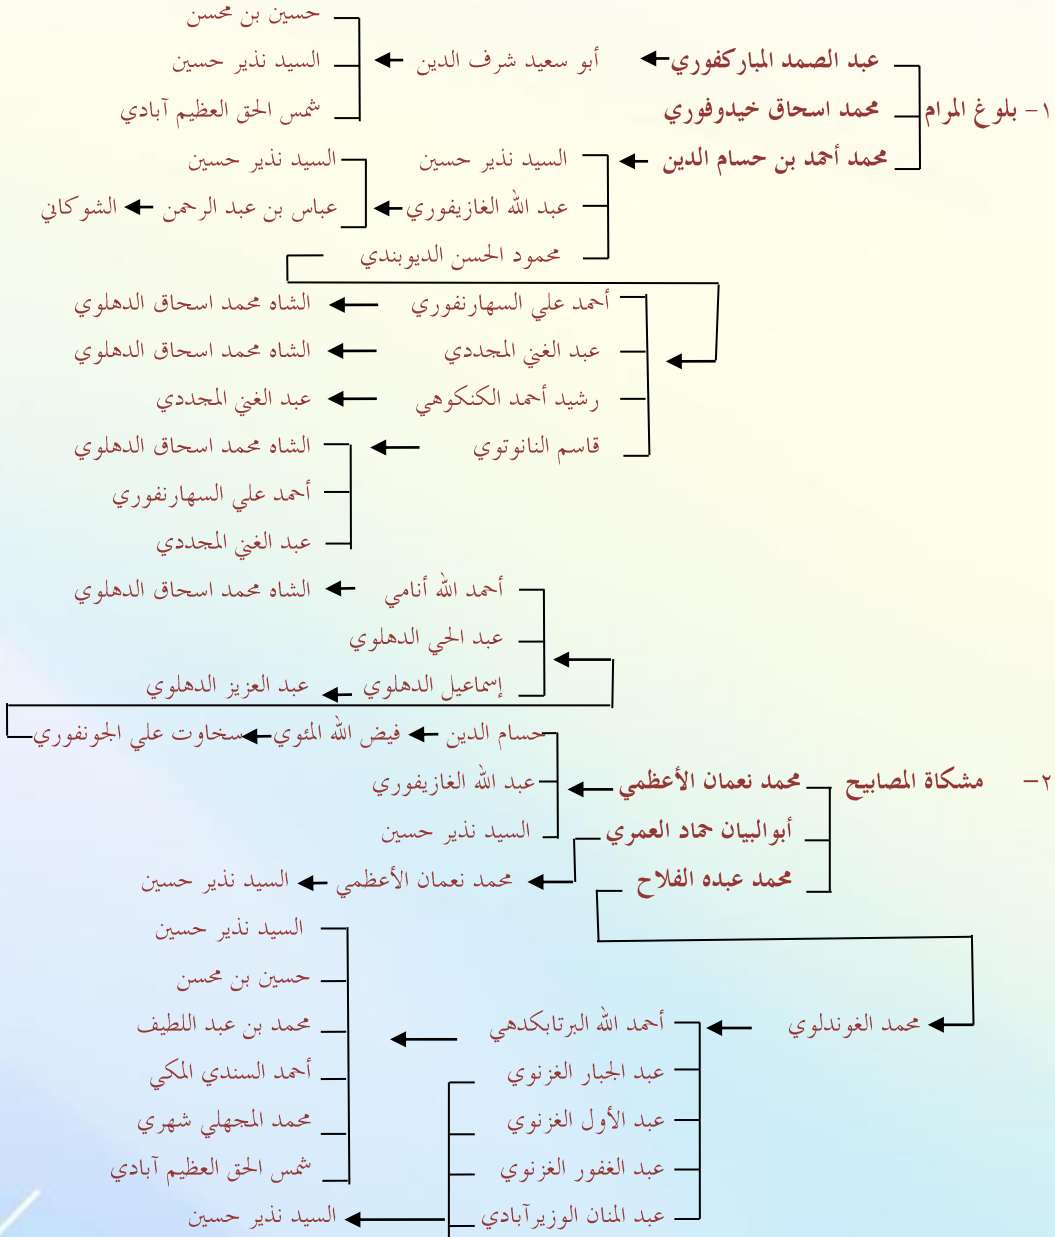 حسين بن محسن
عبد الصمد المباركفوري أبو سعيد شرف الدين السيد نذير حسين
١- بلوغ المرام محمد اسحاق خيدوفوري شمس الحق العظيم آبادي
محمد أحمد بن حسام الدين السيد نذير حسين السيد نذير حسين
عبد الله الغازيفوري عباس بن عبد الرحمن الشوكاني
محمود الحسن الديوبندي
أحمد علي السهارنفوري الشاه محمد اسحاق الدهلوي
عبد الغني المجددي الشاه محمد اسحاق الدهلوي
رشيد أحمد الكنكوهي عبد الغني المجددي
قاسم النانوتوي الشاه محمد اسحاق الدهلوي
أحمد علي السهارنفوري
عبد الغني المجددي
أحمد الله أنامي الشاه محمد اسحاق الدهلوي
عبد الحي الدهلوي
إسماعيل الدهلوي عبد العزيز الدهلوي
حسام الدين فيض الله المئوي سخاوت علي الجونفوري
٢- مشكاة المصابيح محمد نعمان الأعظمي عبد الله الغازيفوري
أبوالبيان حماد العمري السيد نذير حسين
محمد عبده الفلاح محمد نعمان الأعظمي السيد نذير حسين
السيد نذير حسين
حسين بن محسن
محمد الغوندلوي أحمد الله البرتابكدهي محمد بن عبد اللطيف
عبد الجبار الغزنوي أحمد السندي المكي
عبد الأول الغزنوي محمد المجهلي شهري
عبد الغفور الغزنوي شمس الحق العظيم آبادي
عبد المنان الوزيرآبادي السيد نذير حسين